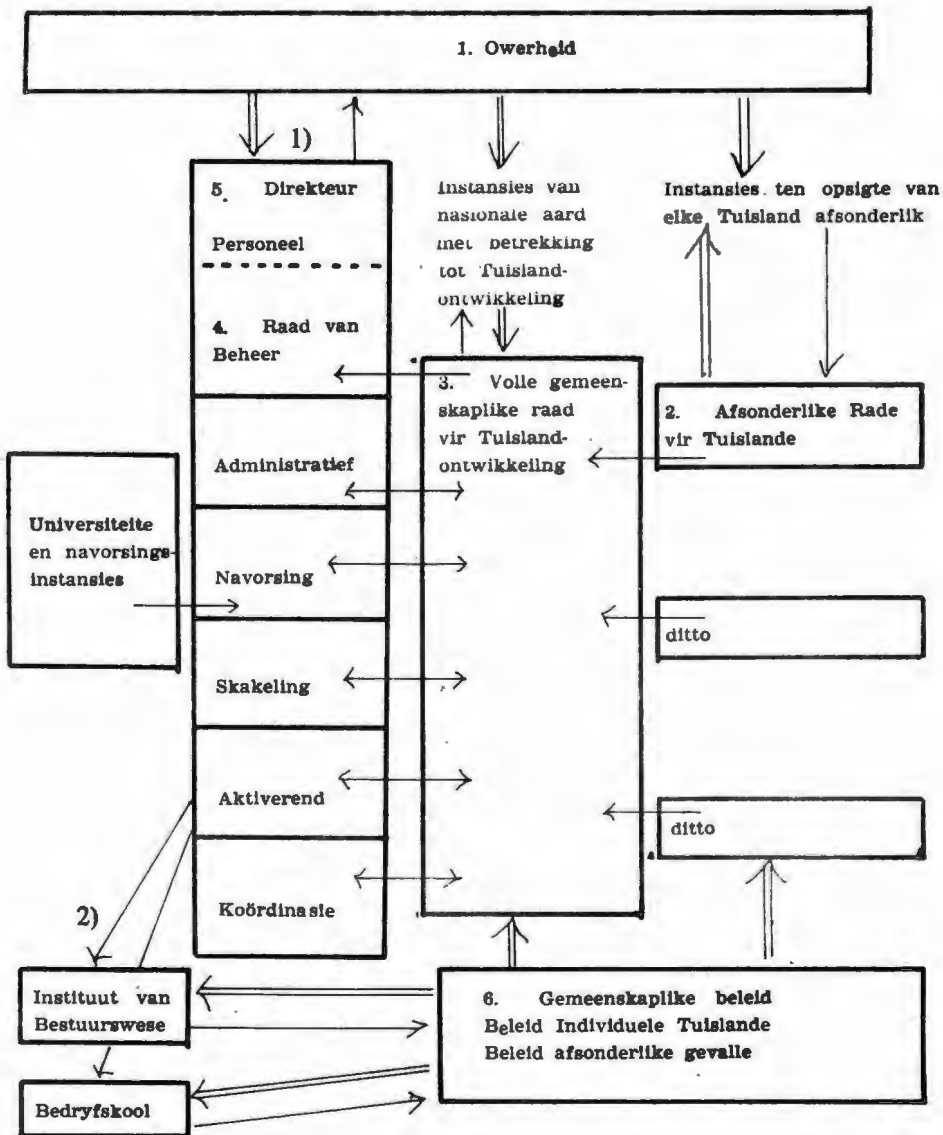 1. Owerheid
1)
5. Direkteur
Personeel
4. Raad van
Beheer
Administratief
Navorsing
Skakeling
Aktiverend
Koördinasie
Instansies van
nasionale aard
met betrekking
tot Tuisland-
ontwikkeling
Instansies ten opsigte van
elke Tuisland afsonderlik
3. Volle gemeen-
skaplike raad
vir Tuisland-
ontwikkeling
2. Afsonderlike Rade
vir Tuislande
ditto
ditto
Universiteite
en navorsings-
instansies
2)
Instituut van
Bestuurswese
Bedryfskool
6. Gemeenskaplike beleid
Beleid Individuele Tuislande
Beleid afsonderlike gevalle